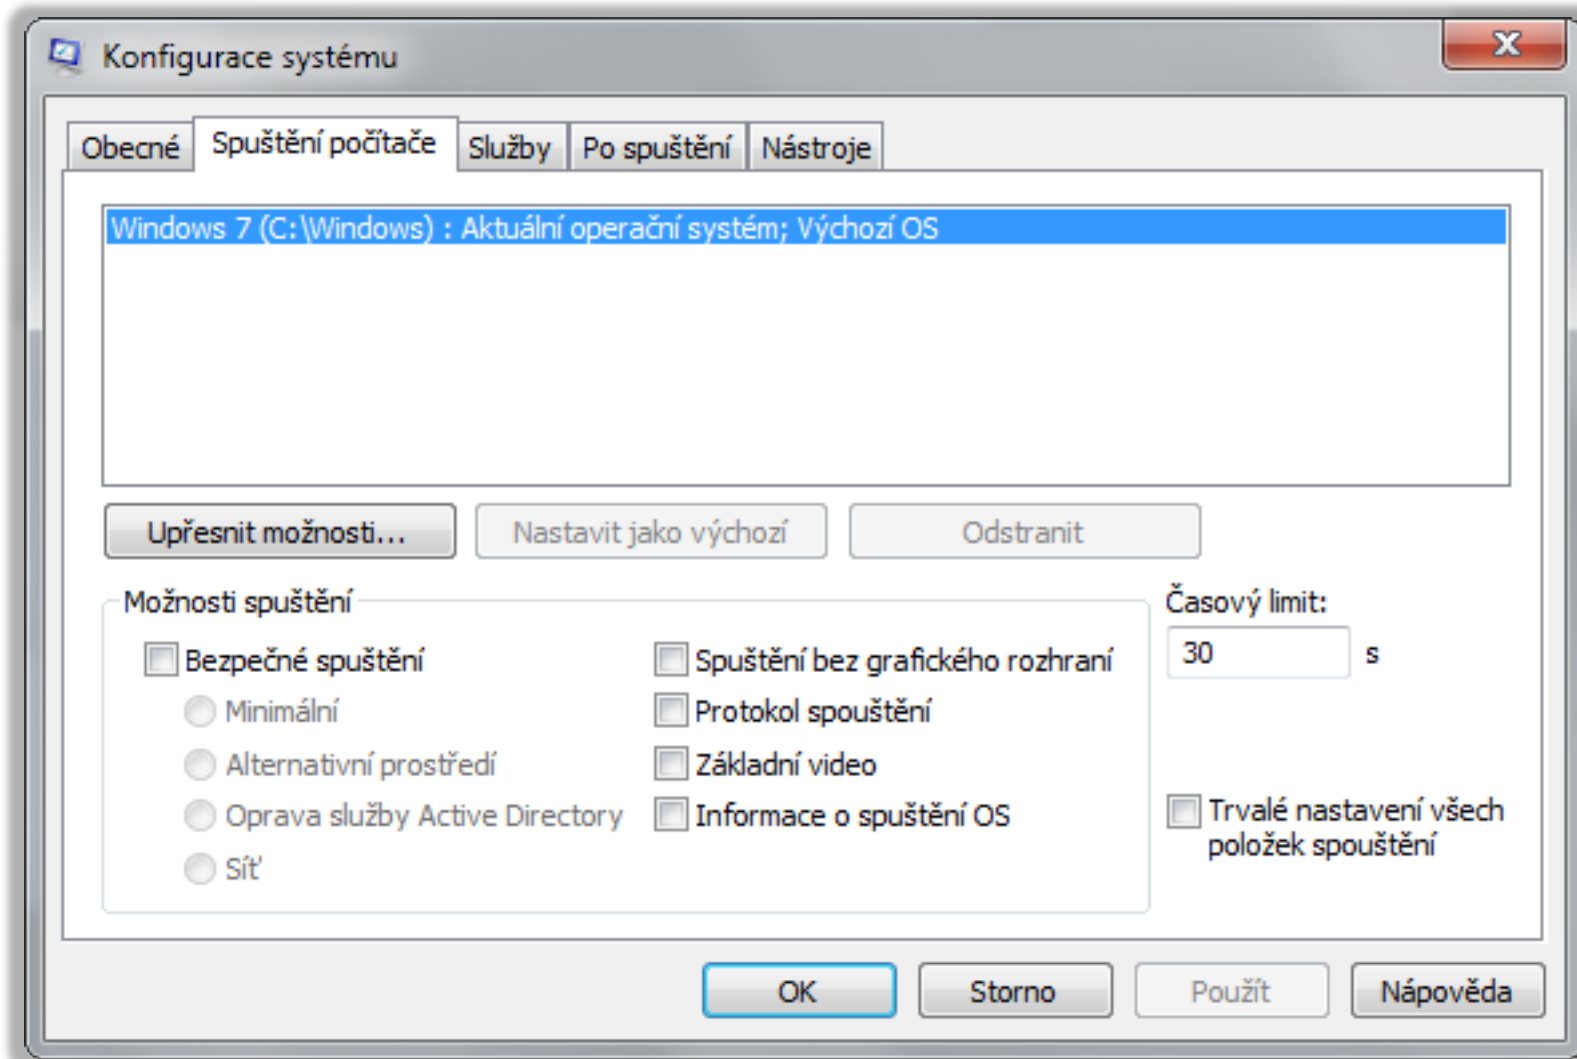 Konfigurace systému
Obecné
Spuštění počítače
Služby
Po spuštění
Nástroje
Windows 7 (C:\Windows) : Aktuální operační systém; Výchozí OS
Upřesnit možnosti...
Nastavit jako výchozí
Odstranit
Možnosti spuštění
Bezpečné spuštění
Minimální
Alternativní prostředí
Oprava služby Active Directory
Síť
Spuštění bez grafického rozhraní
Protokol spouštění
Základní video
Informace o spuštění OS
Časový limit:
30 s
Trvalé nastavení všech
položek spouštění
OK
Storno
Použít
Nápověda